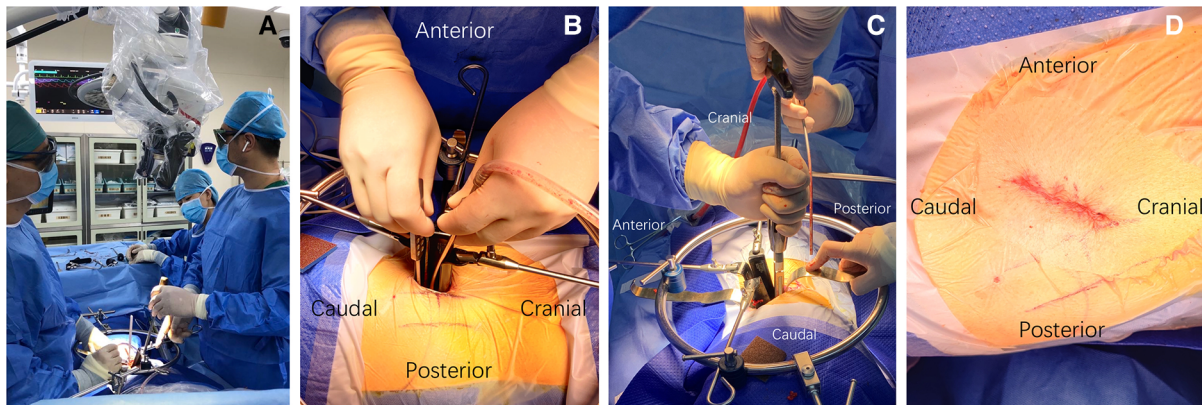 A
B
Anterior
Caudal
Cranial
Posterior
C
Cranial
Anterior
Posterior
Caudal
D
Anterior
Caudal
Cranial
Posterior